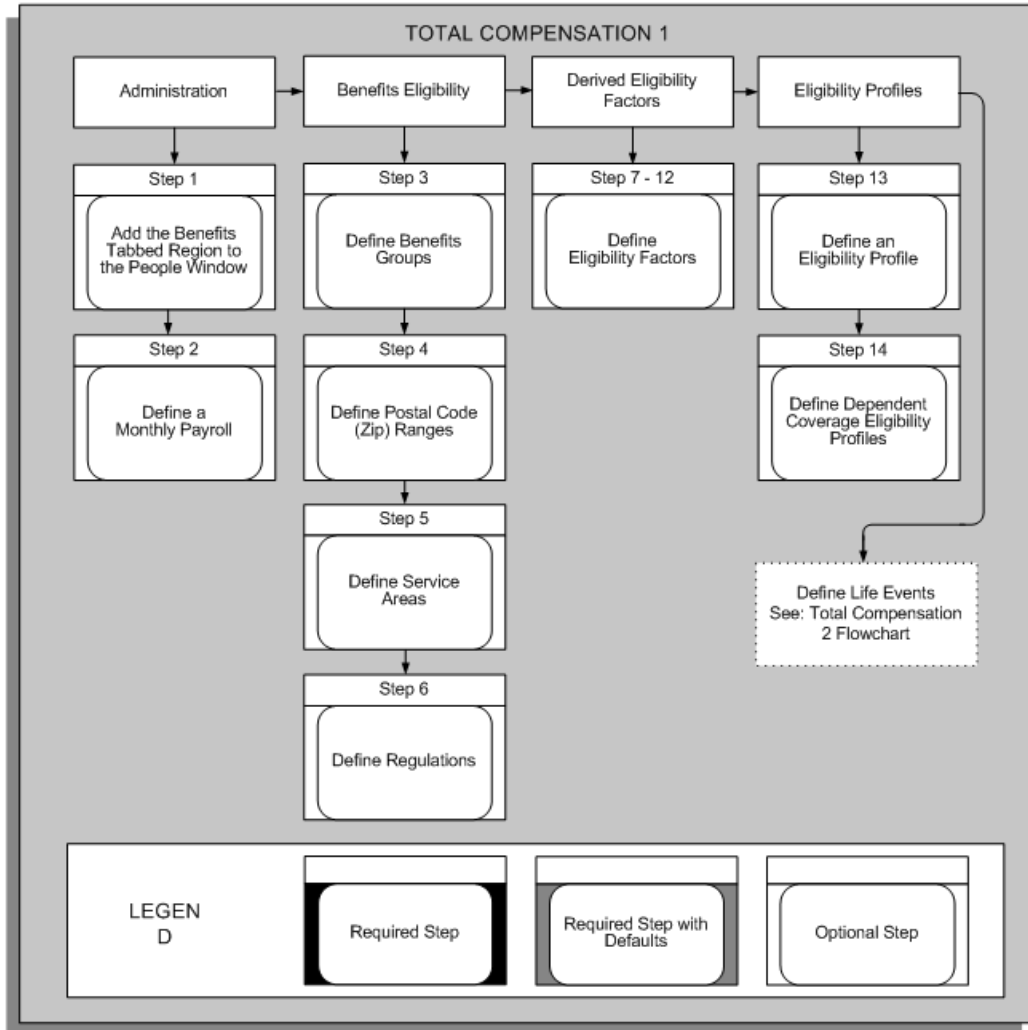 TOTAL COMPENSATION 1
Administration
Benefits Eligibility
Derived Eligibility
Factors
Eligibility Profiles
Step 1
Add the Benefits
Tabbed Region to
the People Window
Step 2
Define a
Monthly Payroll
Step 3
Define Benefits
Groups
Step 4
Define Postal Code
(Zip) Ranges
Step 5
Define Service
Areas
Step 6
Define Regulations
Step 7 - 12
Define
Eligibility Factors
Step 13
Define an
Eligibility Profile
Step 14
Define Dependent
Coverage Eligibility
Profiles
Define Life Events
See: Total Compensation
2 Flowchart
LEGEN
D
Required Step
Required Step with
Defaults
Optional Step